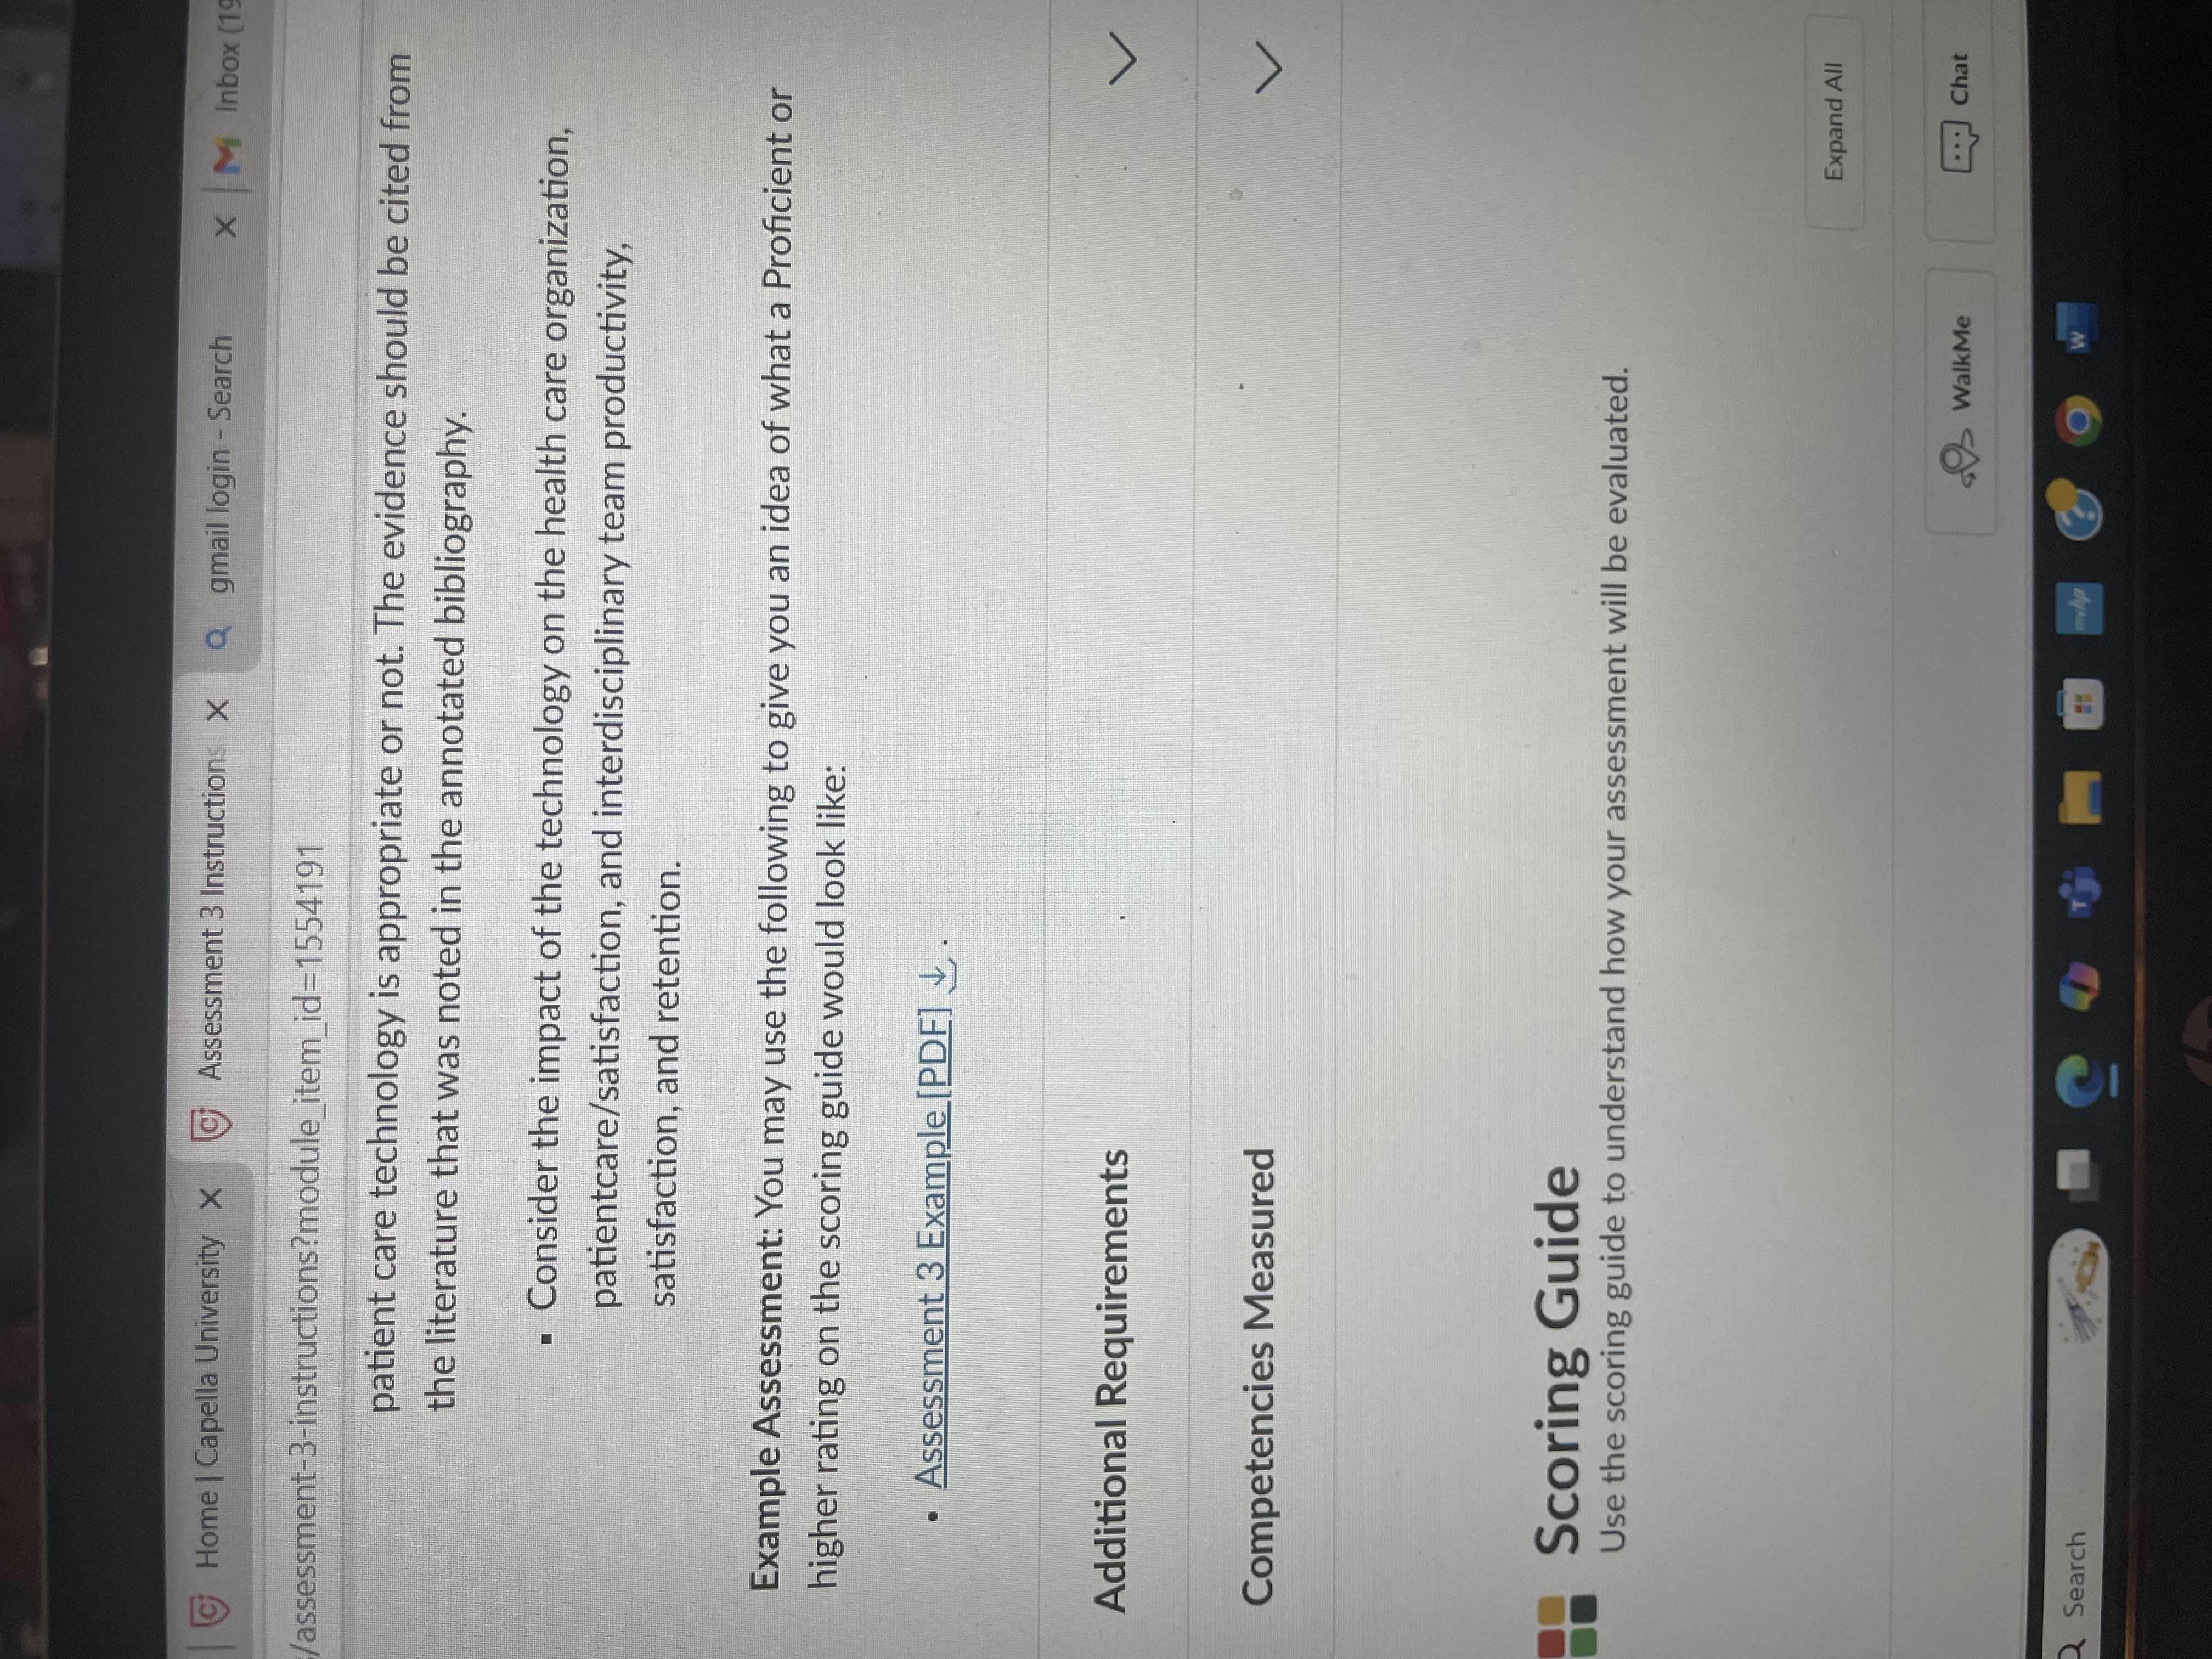 Home | Capella University
Assessment 3 Instructions
gmail login - Search
Inbox (19
/assessment-3-instructions?module_item_id=1554191
patient care technology is appropriate or not. The evidence should be cited from
the literature that was noted in the annotated bibliography.
Consider the impact of the technology on the health care organization,
patientcare/satisfaction, and interdisciplinary team productivity,
satisfaction, and retention.
Example Assessment: You may use the following to give you an idea of what a Proficient or
higher rating on the scoring guide would look like:
Assessment 3 Example [PDF] .
Additional Requirements
Competencies Measured
Scoring Guide
Use the scoring guide to understand how your assessment will be evaluated.
Expand All
WalkMe
Chat
Search
myhp